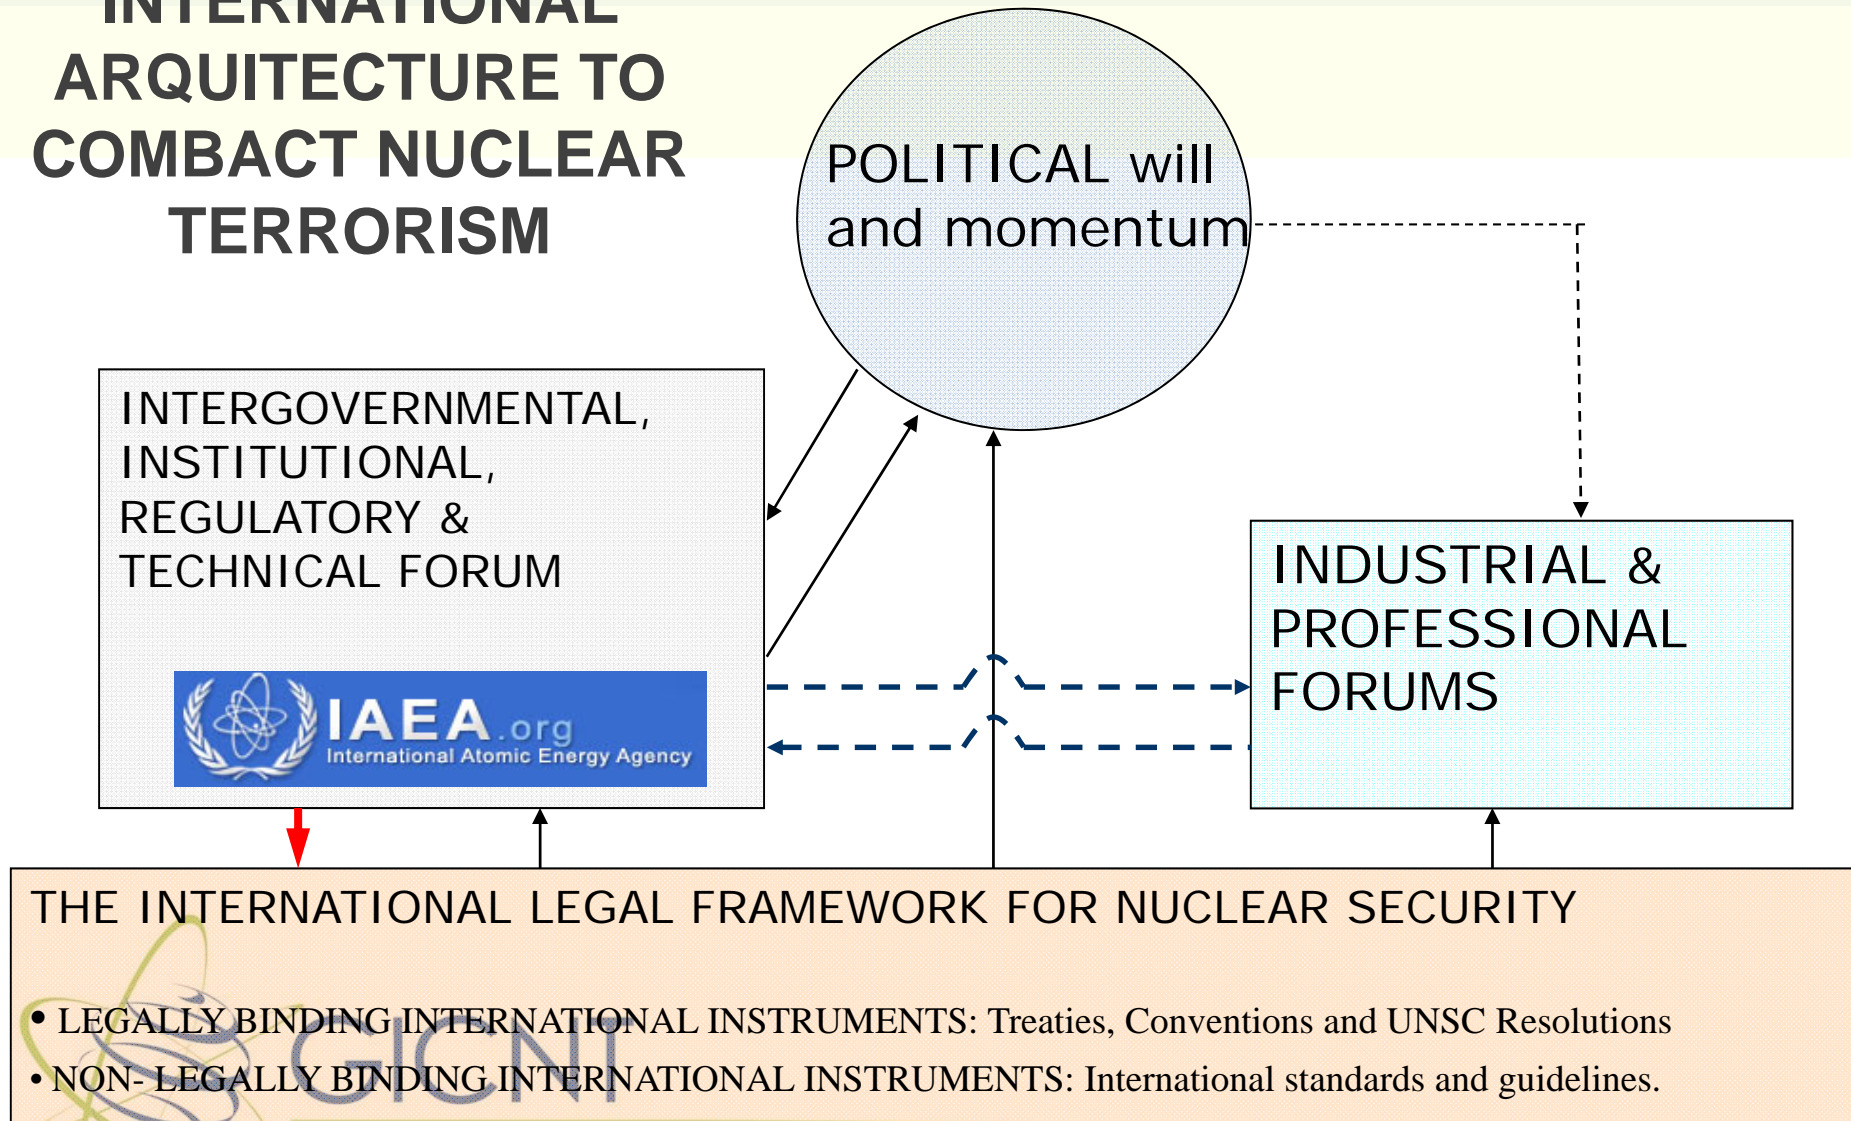 INTERNATIONAL
ARQUITECTURE TO
COMBACT NUCLEAR
TERRORISM
POLITICAL will
and momentum
INTERGOVERNMENTAL,
INSTITUTIONAL,
REGULATORY &
TECHNICAL FORUM
IAEA.org
International Atomic Energy Agency
INDUSTRIAL &
PROFESSIONAL
FORUMS
THE INTERNATIONAL LEGAL FRAMEWORK FOR NUCLEAR SECURITY
• LEGALLY BINDING INTERNATIONAL INSTRUMENTS: Treaties, Conventions and UNSC Resolutions
• NON- LEGALLY BINDING INTERNATIONAL INSTRUMENTS: International standards and guidelines.
GICNT